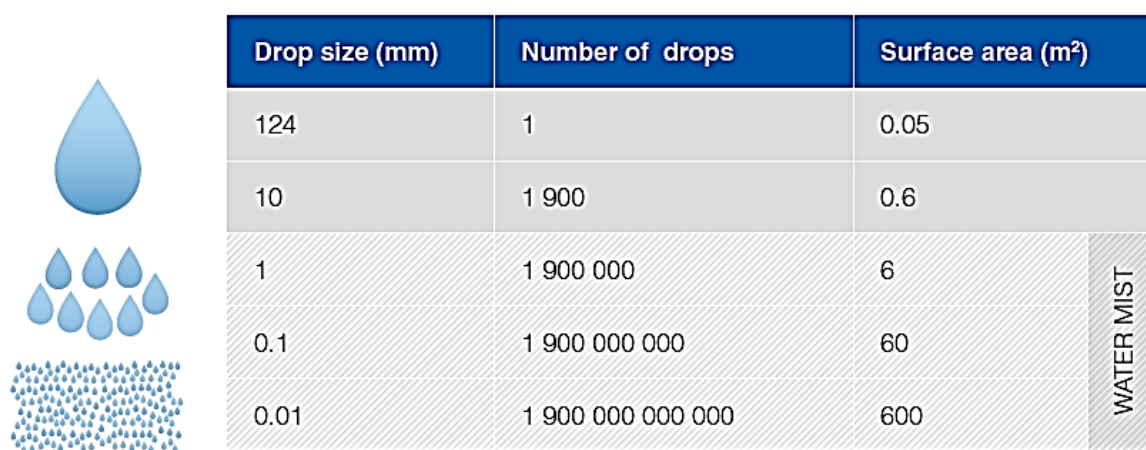 Drop size (mm) Number of drops Surface area (m²)
124 1 0.05
10 1 900 0.6
1 1 900 000 6
0.1 1 900 000 000 60
0.01 1 900 000 000 000 600
WATER MIST